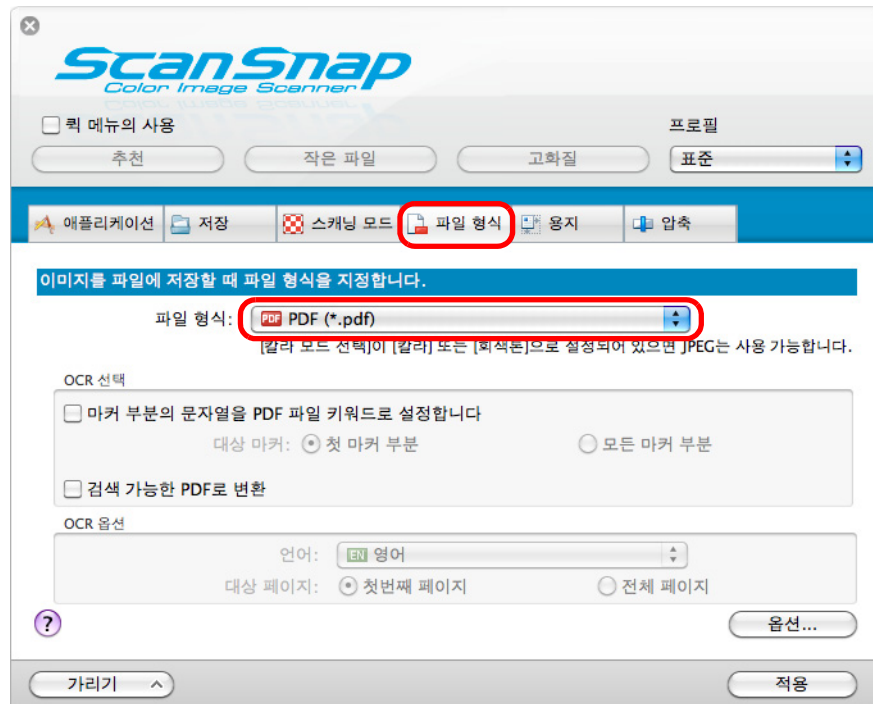 ScanSnap
Color Image Scanner
퀵 메뉴의 사용
프로필
추천 작은 파일 고화질 표준
애플리케이션 저장 스캐닝 모드 파일 형식 용지 압축
이미지를 파일에 저장할 때 파일 형식을 지정합니다.
파일 형식: PDF PDF (*.pdf)
[칼라 모드 선택]이 [칼라] 또는 [회색톤]으로 설정되어 있으면 JPEG는 사용 가능합니다.
OCR 선택
마커 부분의 문자열을 PDF 파일 키워드로 설정합니다
대상 마커: 첫 마커 부분 모든 마커 부분
검색 가능한 PDF로 변환
OCR 옵션
언어: EN 영어
대상 페이지: 첫번째 페이지 전체 페이지
?
옵션...
가리기 적용